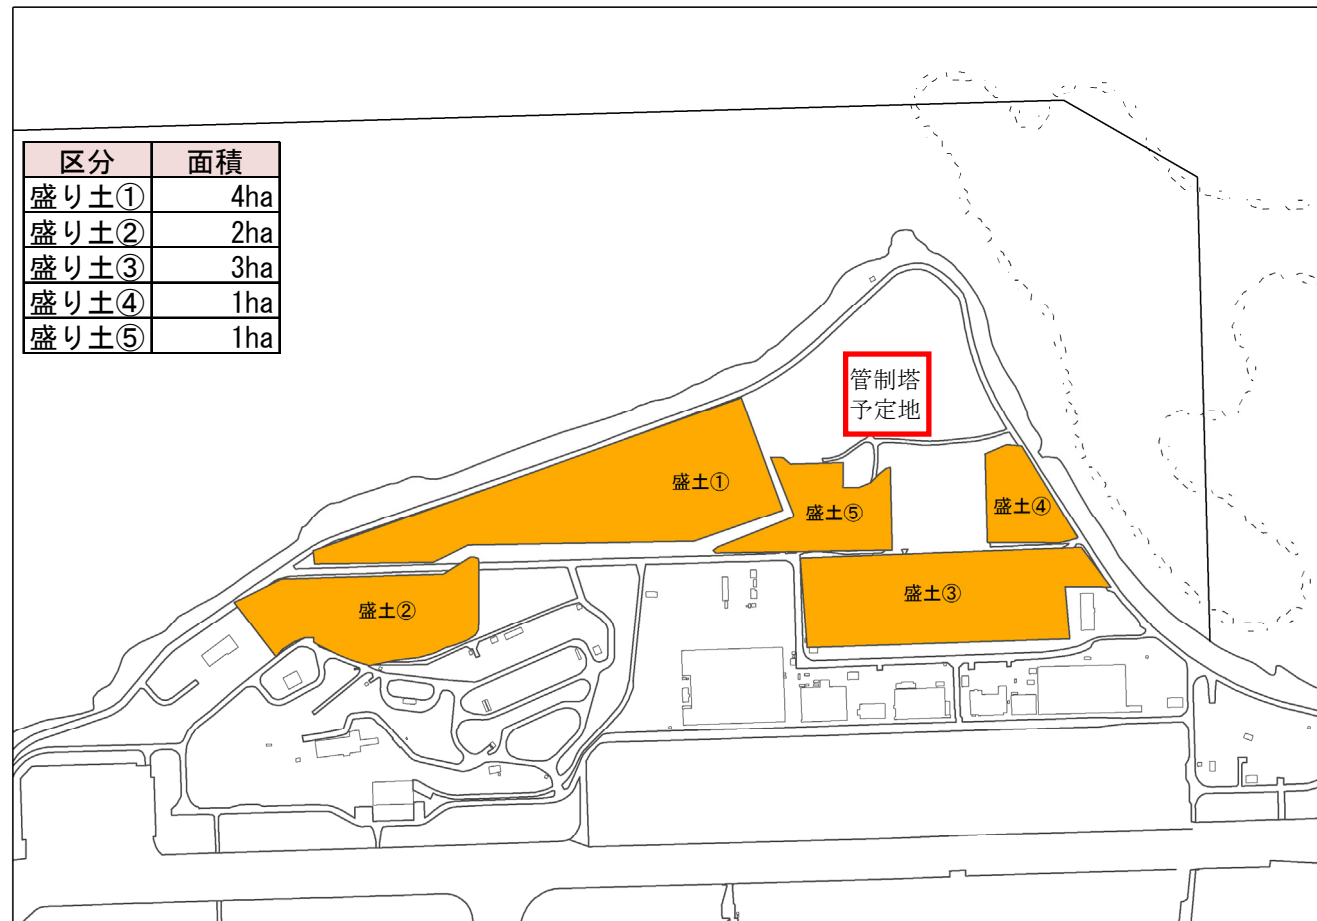 区分 面積
盛り土① 4ha
盛り土② 2ha
盛り土③ 3ha
盛り土④ 1ha
盛り土⑤ 1ha
管制塔
予定地
盛土①
盛土⑤
盛土④
盛土③
盛土②